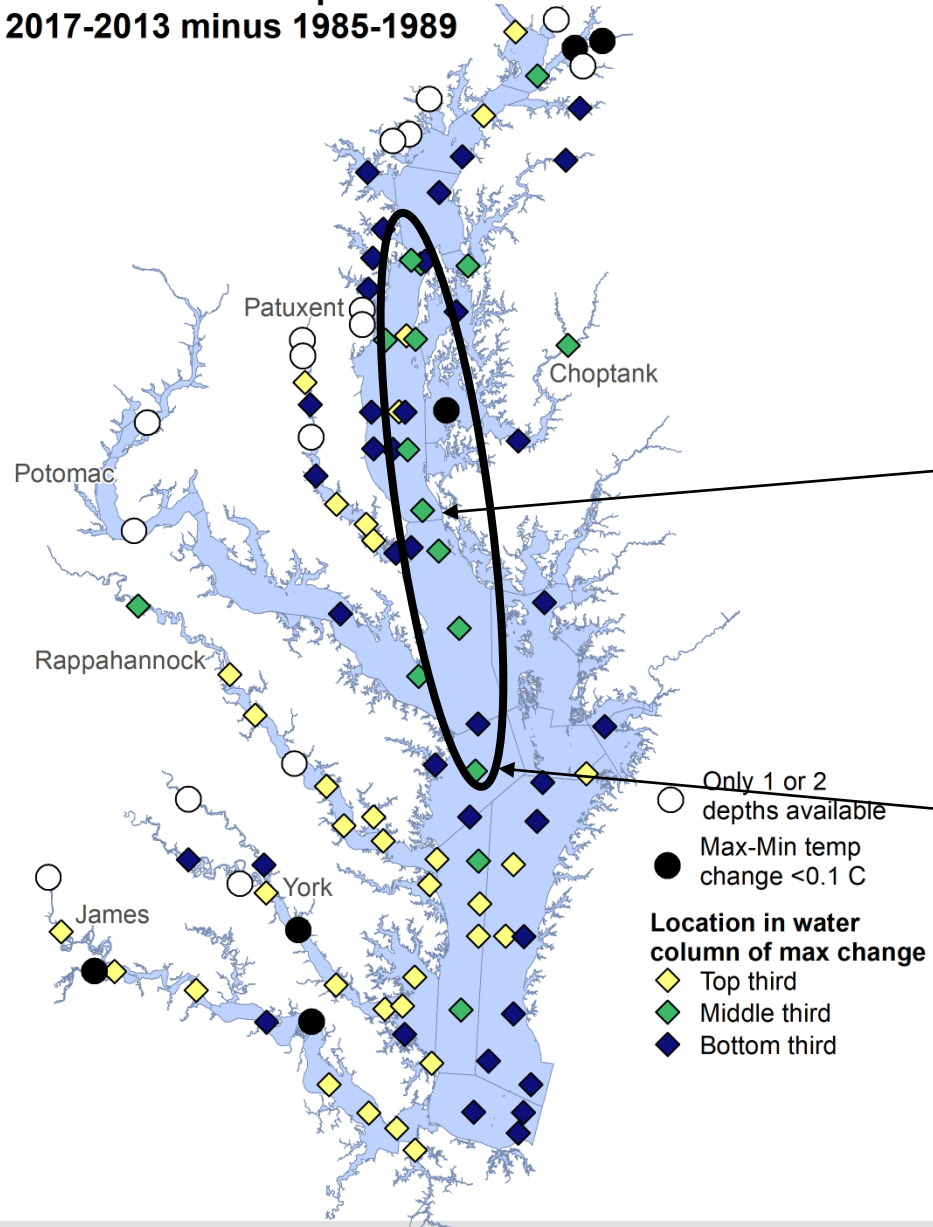 2017-2013 minus 1985-1989
Patuxent
Choptank
Potomac
Rappahannock
Only 1 or 2
depths available
Max-Min temp
change <0.1 C
York
James
Location in water
column of max change
Top third
Middle third
Bottom third